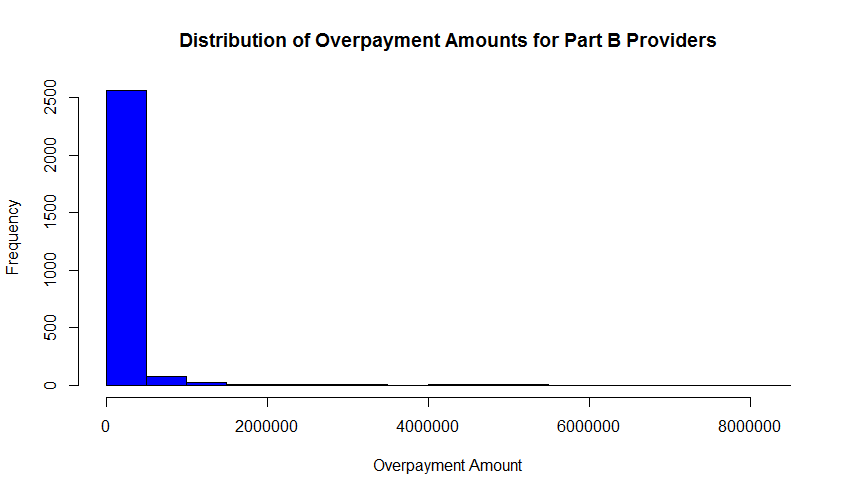 Distribution of Overpayment Amounts for Part B Providers
Frequency
2500
2000
1500
1000
500
0
0 2000000 4000000 6000000 8000000
Overpayment Amount